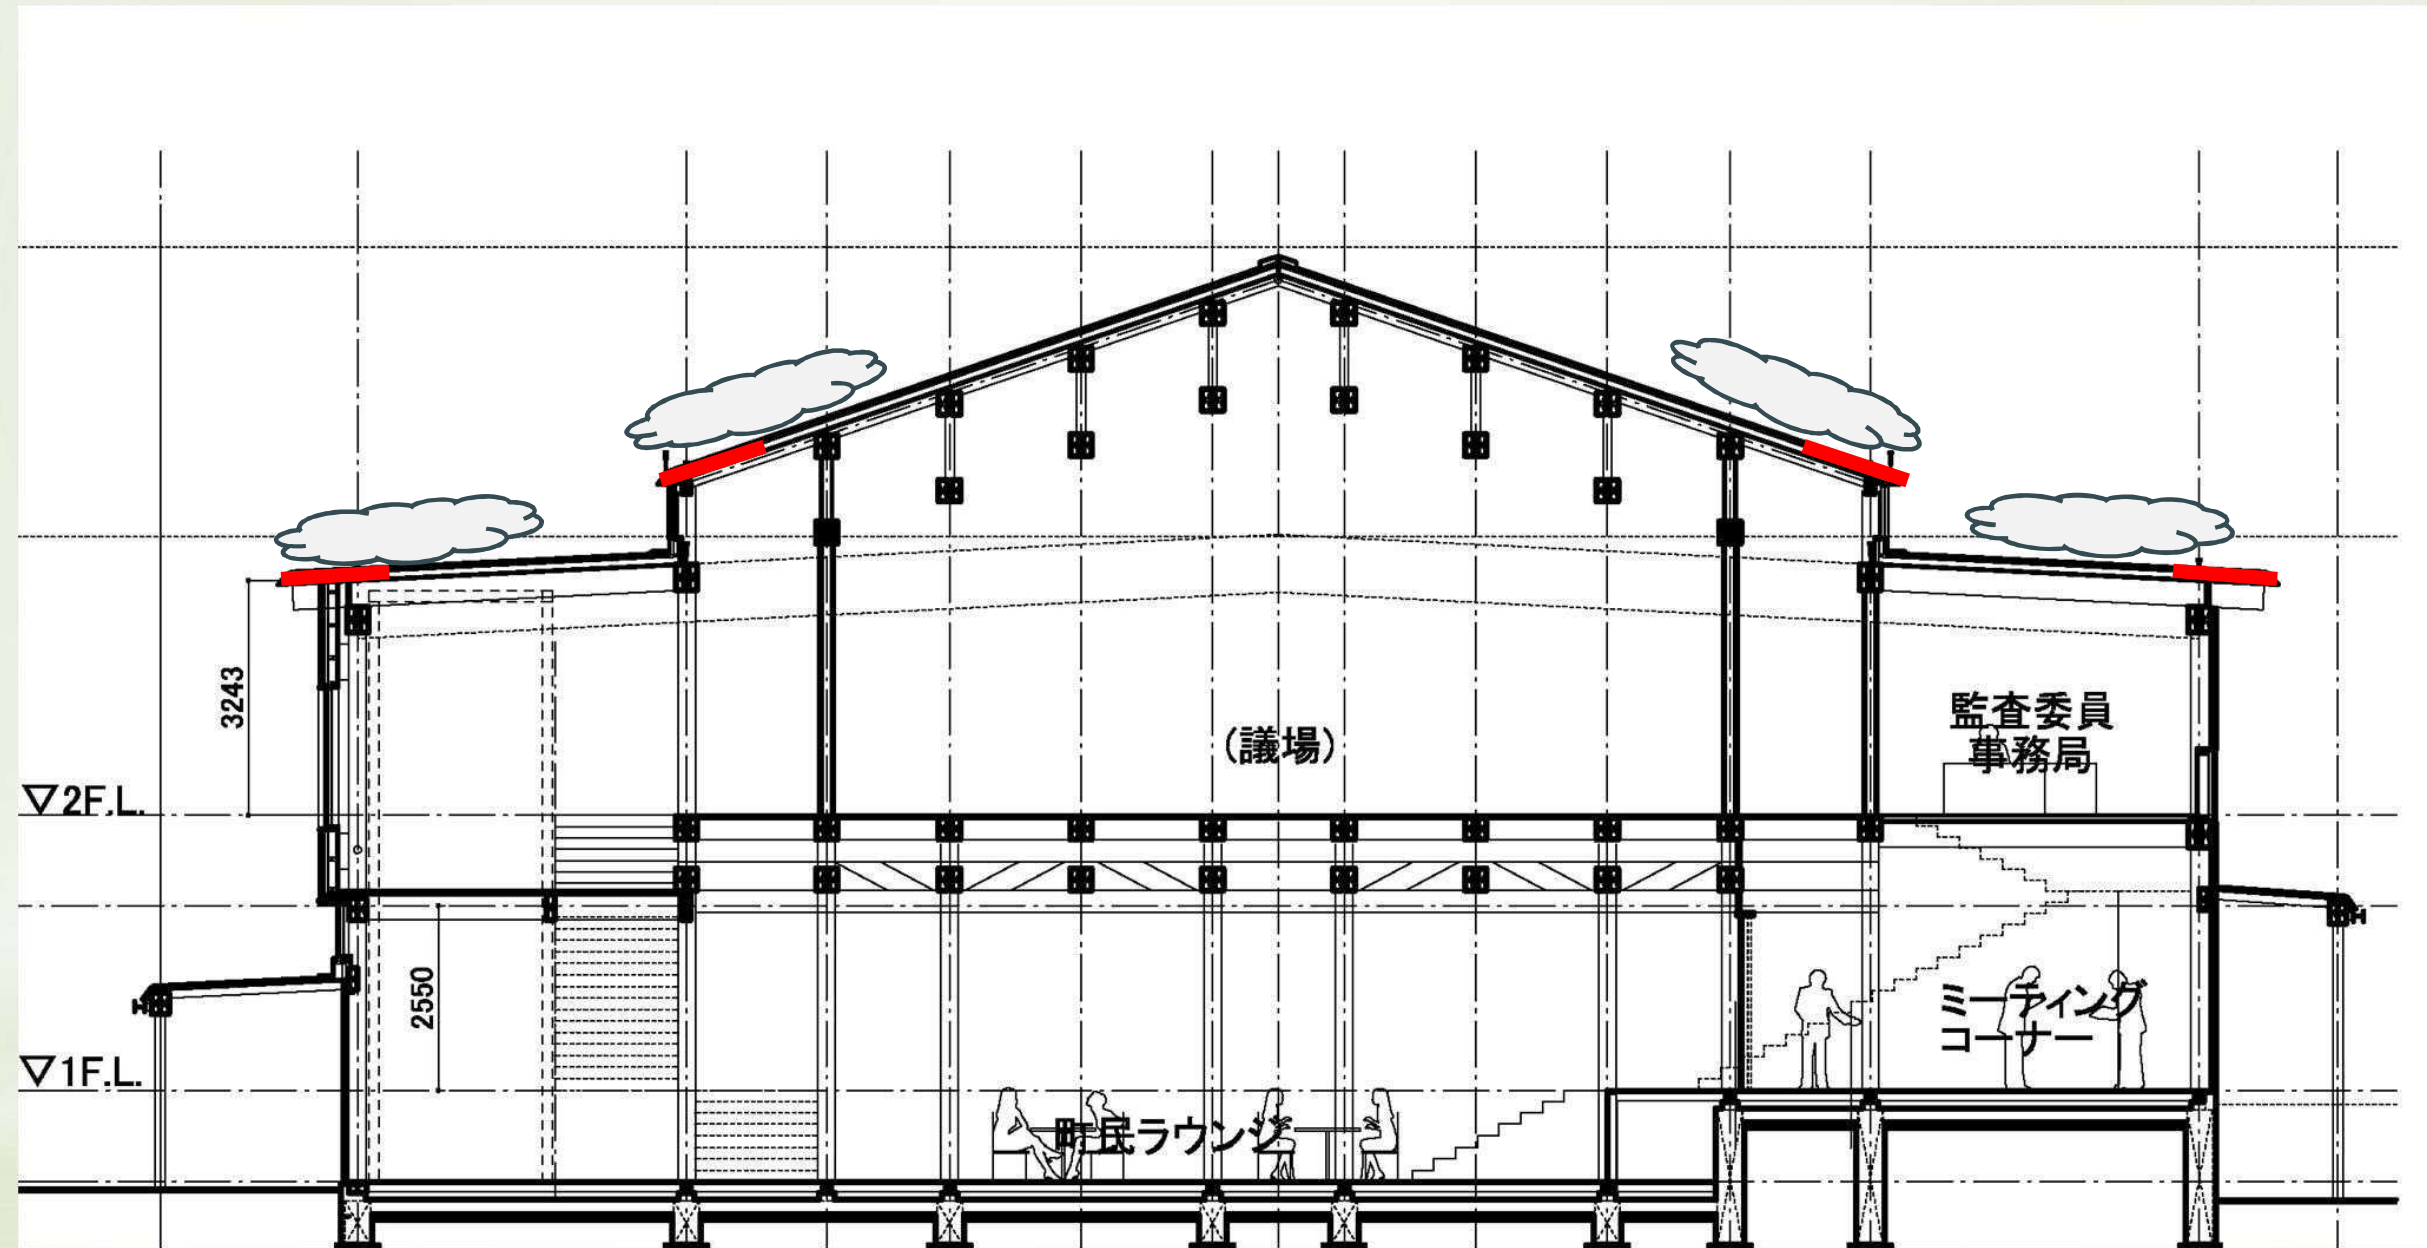 3243
(議場)
監査委員
事務局
▽2F.L.
2550
ミーティング
コーナー
▽1F.L.
町民ラウンジ